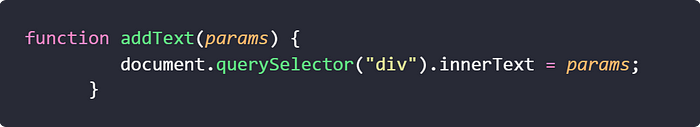 function addText(params) {
document.querySelector("div").innerText = params;
}